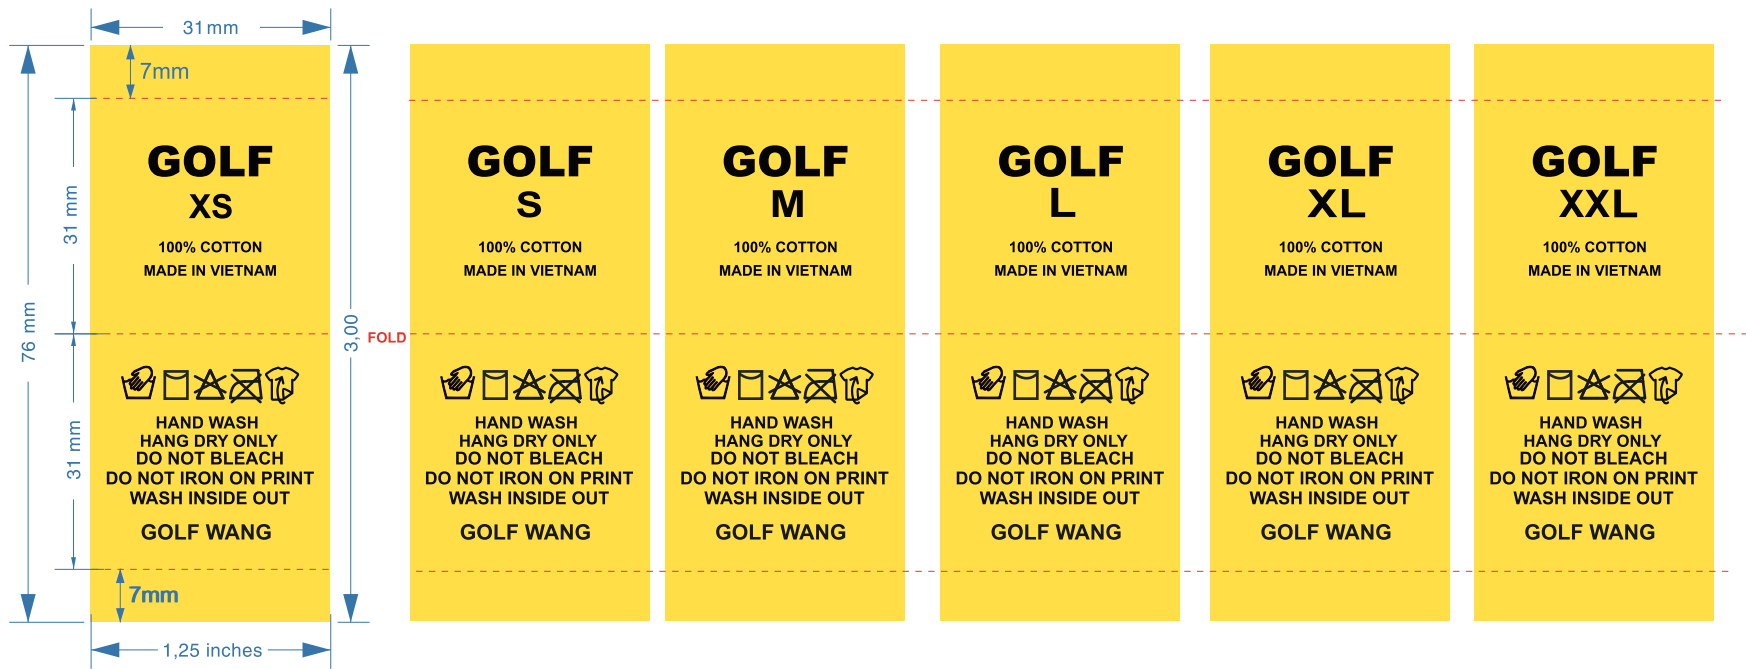 31mm
7mm
31 mm
76 mm
31 mm
7mm
1,25 inches
3,00
FOLD
GOLF
XS
100% COTTON
MADE IN VIETNAM
HAND WASH
HANG DRY ONLY
DO NOT BLEACH
DO NOT IRON ON PRINT
WASH INSIDE OUT
GOLF WANG
GOLF
S
100% COTTON
MADE IN VIETNAM
HAND WASH
HANG DRY ONLY
DO NOT BLEACH
DO NOT IRON ON PRINT
WASH INSIDE OUT
GOLF WANG
GOLF
M
100% COTTON
MADE IN VIETNAM
HAND WASH
HANG DRY ONLY
DO NOT BLEACH
DO NOT IRON ON PRINT
WASH INSIDE OUT
GOLF WANG
GOLF
L
100% COTTON
MADE IN VIETNAM
HAND WASH
HANG DRY ONLY
DO NOT BLEACH
DO NOT IRON ON PRINT
WASH INSIDE OUT
GOLF WANG
GOLF
XL
100% COTTON
MADE IN VIETNAM
HAND WASH
HANG DRY ONLY
DO NOT BLEACH
DO NOT IRON ON PRINT
WASH INSIDE OUT
GOLF WANG
GOLF
XXL
100% COTTON
MADE IN VIETNAM
HAND WASH
HANG DRY ONLY
DO NOT BLEACH
DO NOT IRON ON PRINT
WASH INSIDE OUT
GOLF WANG